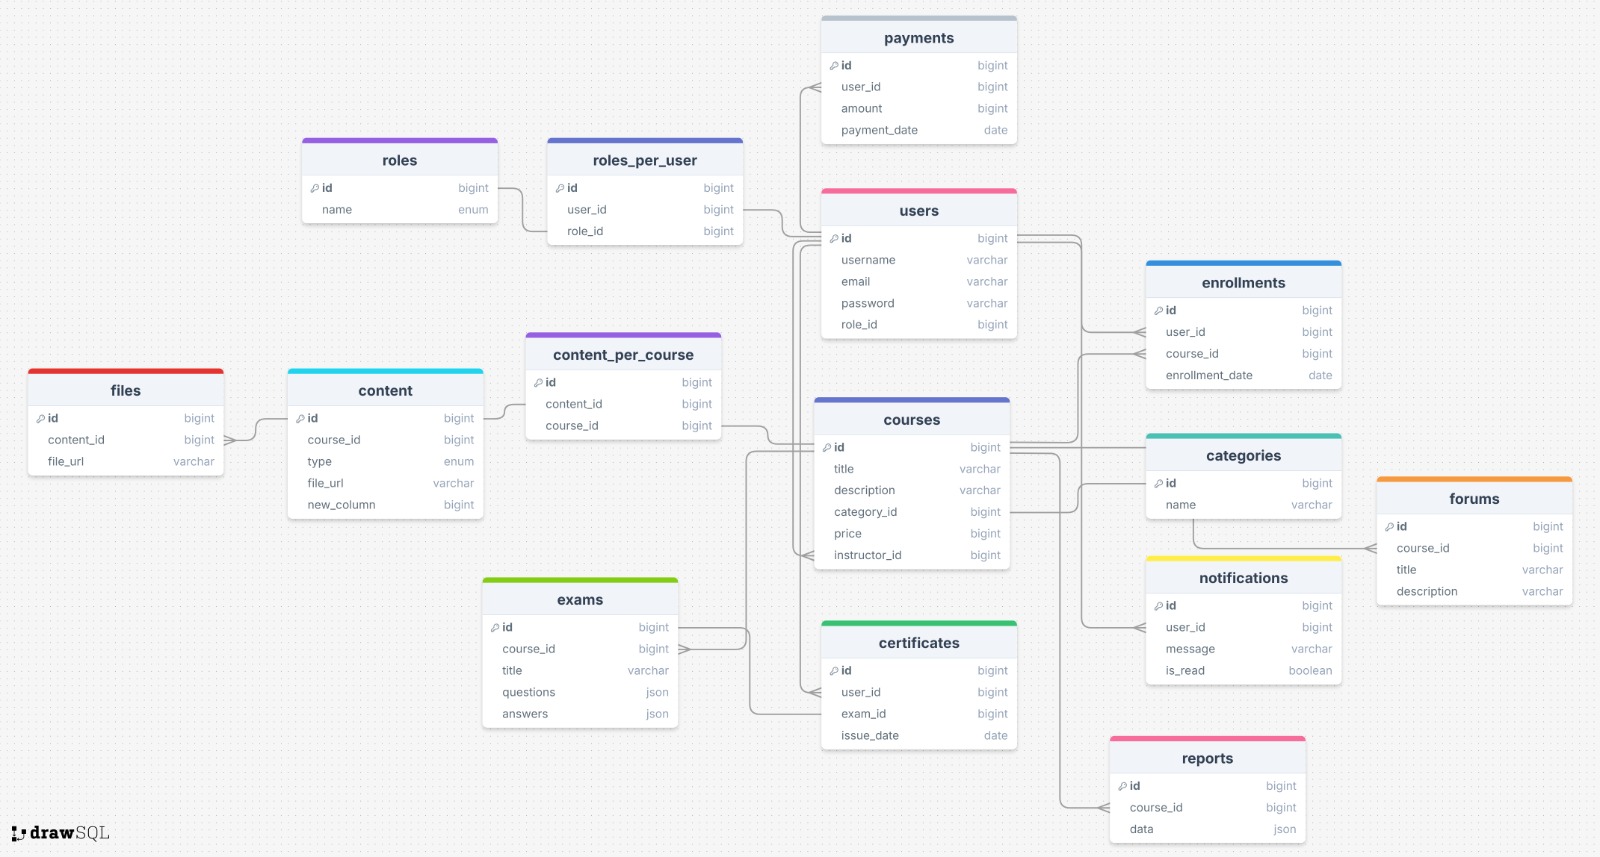 payments
id bigint
user_id bigint
amount bigint
payment_date date
roles
id bigint
name enum
roles_per_user
id bigint
user_id bigint
role_id bigint
users
id bigint
username varchar
email varchar
password varchar
role_id bigint
enrollments
id bigint
user_id bigint
course_id bigint
enrollment_date date
content_per_course
id bigint
content_id bigint
course_id bigint
files
id bigint
content_id bigint
file_url varchar
content
id bigint
course_id bigint
type enum
file_url varchar
new_column bigint
courses
id bigint
title varchar
description varchar
category_id bigint
price bigint
instructor_id bigint
categories
id bigint
name varchar
forums
id bigint
course_id bigint
title varchar
description varchar
notifications
id bigint
user_id bigint
message varchar
is_read boolean
exams
id bigint
course_id bigint
title varchar
questions json
answers json
certificates
id bigint
user_id bigint
exam_id bigint
issue_date date
reports
id bigint
course_id bigint
data json
drawSQL